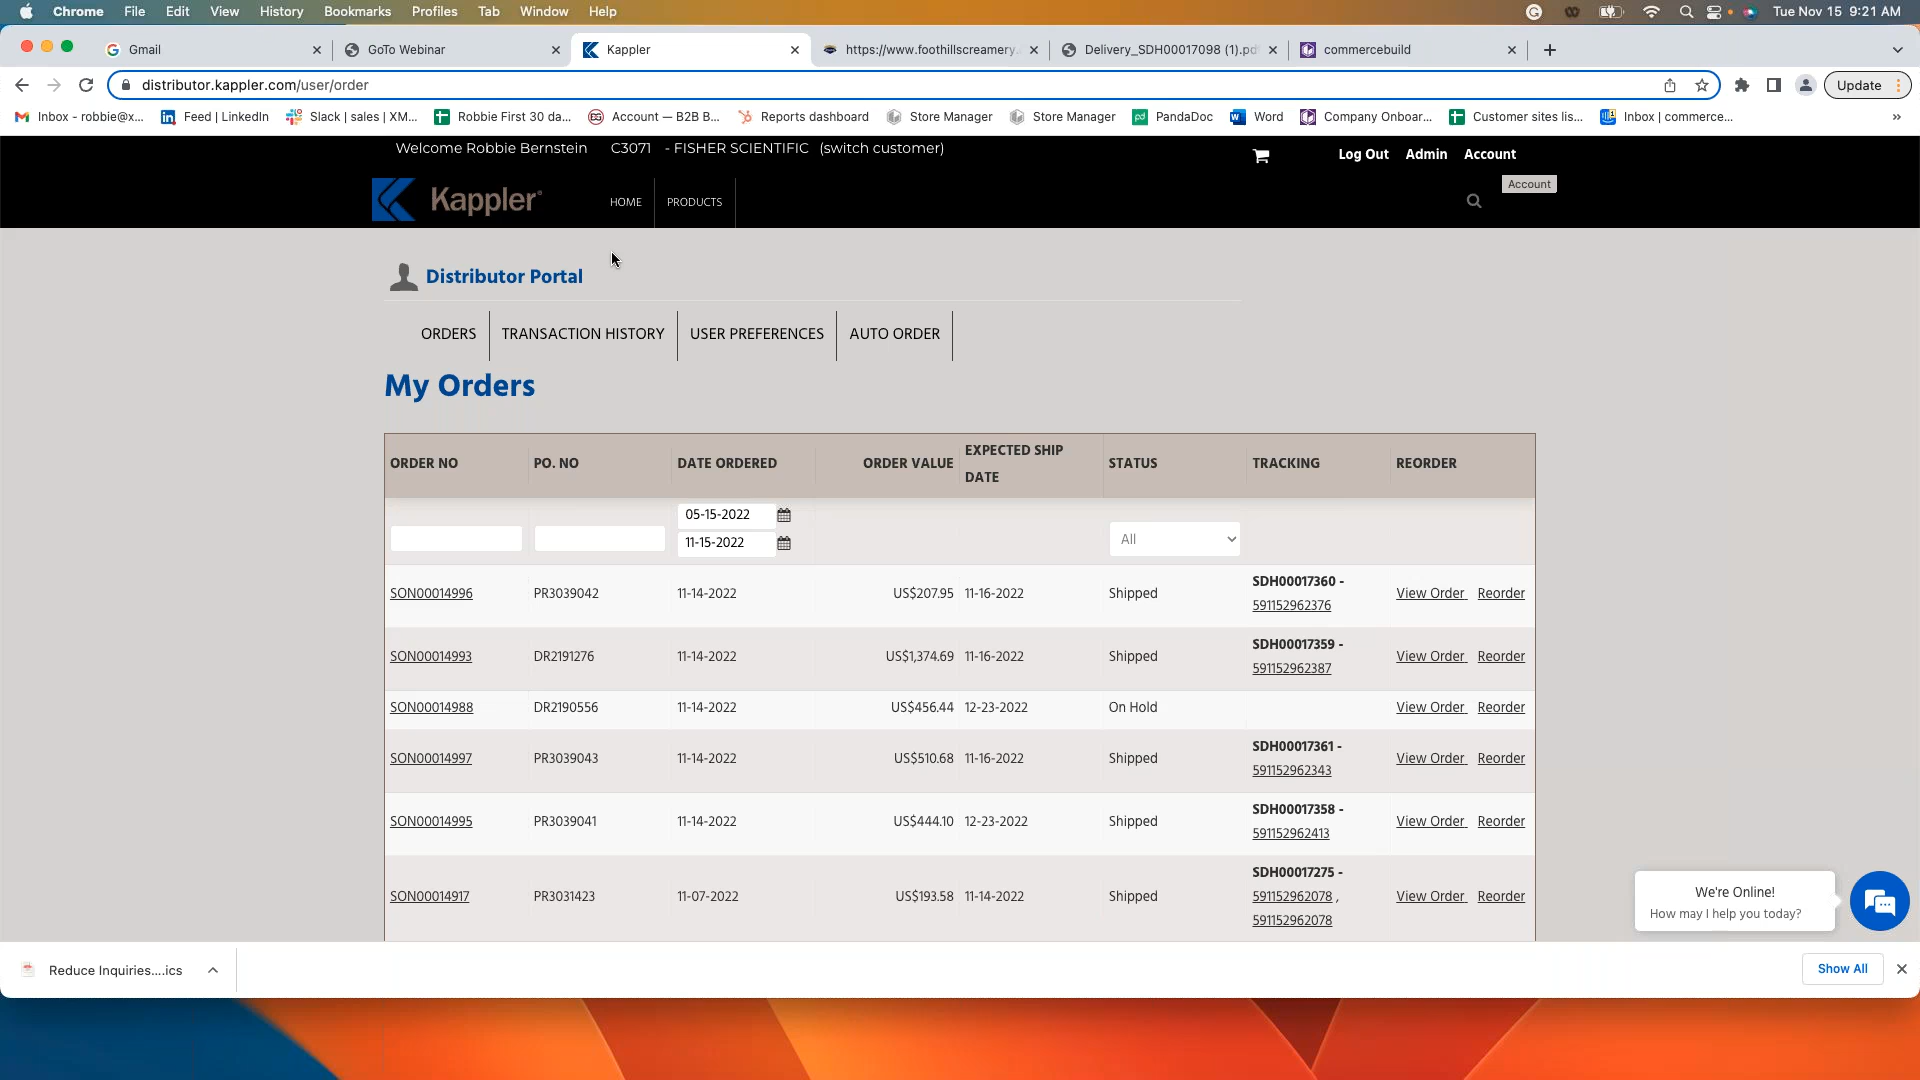 Chrome File Edit View History Bookmarks Profiles Tab Window Help Tue Nov 15 9:21 AM
Gmail GoTo Webinar Kappler https://www.foothillscreamery. Delivery_SDH00017098 (1).pd commercebuild
distributor.kappler.com/user/order Update
Inbox - robbie@x... Feed | LinkedIn Slack | sales | XM... Robbie First 30 da... Account — B2B B... Reports dashboard Store Manager Store Manager PandaDoc Word Company Onboar... Customer sites lis... Inbox | commerce... »
Welcome Robbie Bernstein C3071 - FISHER SCIENTIFIC (switch customer) Log Out Admin Account
Account
Kappler HOME PRODUCTS
Distributor Portal
ORDERS TRANSACTION HISTORY USER PREFERENCES AUTO ORDER
My Orders
ORDER NO PO. NO DATE ORDERED ORDER VALUE EXPECTED SHIP DATE STATUS TRACKING REORDER
05-15-2022
11-15-2022 All
SON00014996 PR3039042 11-14-2022 US$207.95 11-16-2022 Shipped SDH00017360 - 591152962376 View Order Reorder
SON00014993 DR2191276 11-14-2022 US$1,374.69 11-16-2022 Shipped SDH00017359 - 591152962387 View Order Reorder
SON00014988 DR2190556 11-14-2022 US$456.44 12-23-2022 On Hold View Order Reorder
SON00014997 PR3039043 11-14-2022 US$510.68 11-16-2022 Shipped SDH00017361 - 591152962343 View Order Reorder
SON00014995 PR3039041 11-14-2022 US$444.10 12-23-2022 Shipped SDH00017358 - 591152962413 View Order Reorder
SON00014917 PR3031423 11-07-2022 US$193.58 11-14-2022 Shipped SDH00017275 - 591152962078 , 591152962078 View Order Reorder
We're Online!
How may I help you today?
Reduce Inquiries....ics Show All